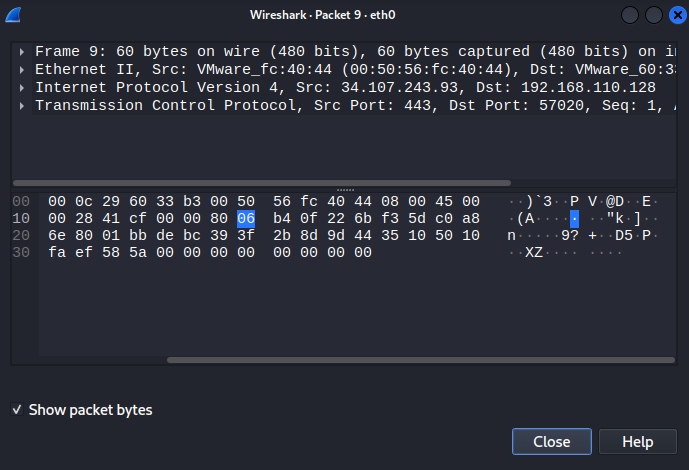 Wireshark · Packet 9 · eth0
Frame 9: 60 bytes on wire (480 bits), 60 bytes captured (480 bits) on in
Ethernet II, Src: VMware_fc:40:44 (00:50:56:fc:40:44), Dst: VMware_60:33
Internet Protocol Version 4, Src: 34.107.243.93, Dst: 192.168.110.128
Transmission Control Protocol, Src Port: 443, Dst Port: 57020, Seq: 1, A
00 00 0c 29 60 33 b3 00 50 56 fc 40 44 08 00 45 00 ··)`3··P V·@D··E·
10 00 28 41 cf 00 00 80 06 b4 0f 22 6b f3 5d c0 a8 ·(A····· ··"k·]··
20 6e 80 01 bb de bc 39 3f 2b 8d 9d 44 35 10 50 10 n·····9? +··D5·P·
30 fa ef 58 5a 00 00 00 00 00 00 00 00 ··XZ···· ····
✓ Show packet bytes
Close Help